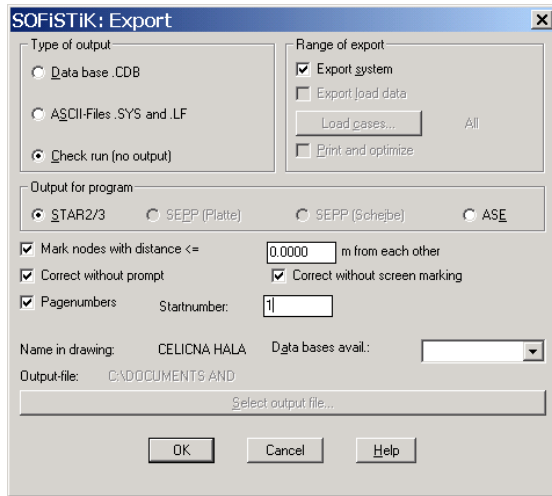 SOFiSTiK: Export
Type of output
Data base .CDB
ASCII-Files .SYS and .LF
Check run (no output)
Range of export
Export system
Export load data
Load cases... All
Print and optimize
Output for program
STAR2/3 SEPP (Platte) SEPP (Scheibe) ASE
Mark nodes with distance <= 0.0000 m from each other
Correct without prompt Correct without screen marking
Pagenumbers Startnumber: 1
Name in drawing: CELICNA HALA Data bases avail.:
Output-file: C:\DOCUMENTS AND
Select output file...
OK Cancel Help